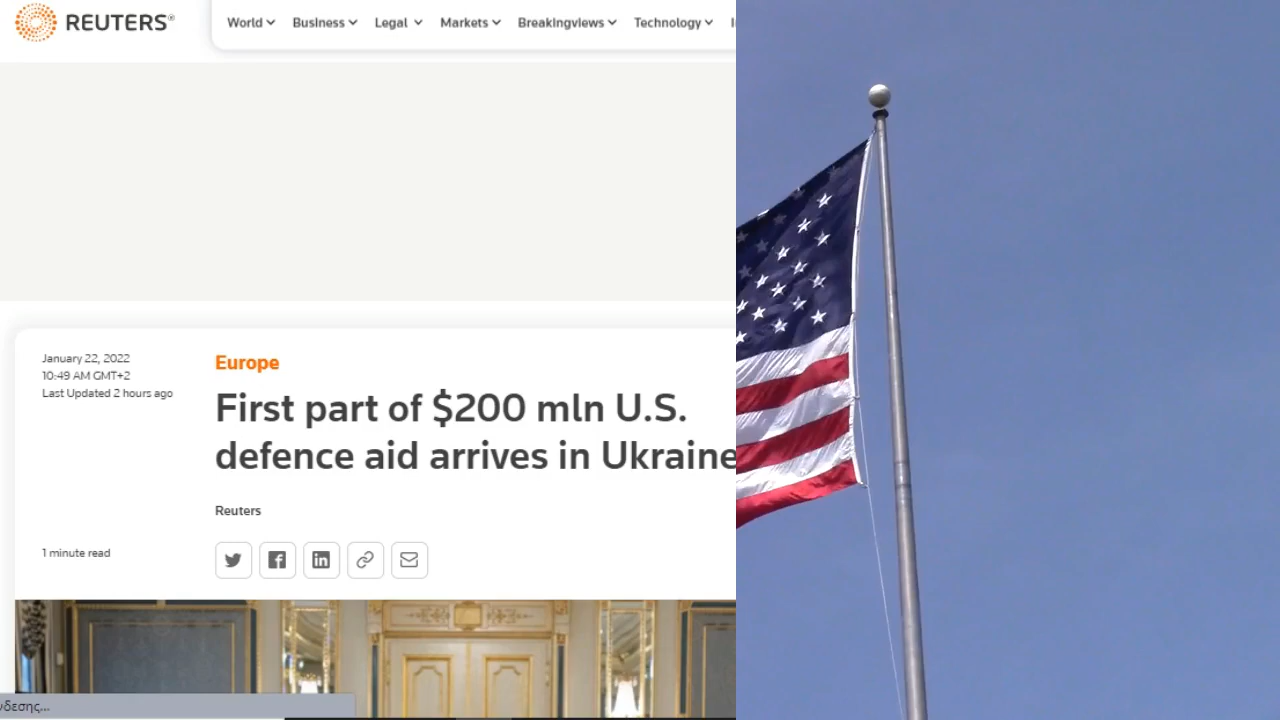 REUTERS®
World Business Legal Markets Breakingviews Technology
January 22, 2022
10:49 AM GMT+2
Last Updated 2 hours ago
Europe
First part of $200 mln U.S.
defence aid arrives in Ukraine
Reuters
1 minute read
νδεσης...